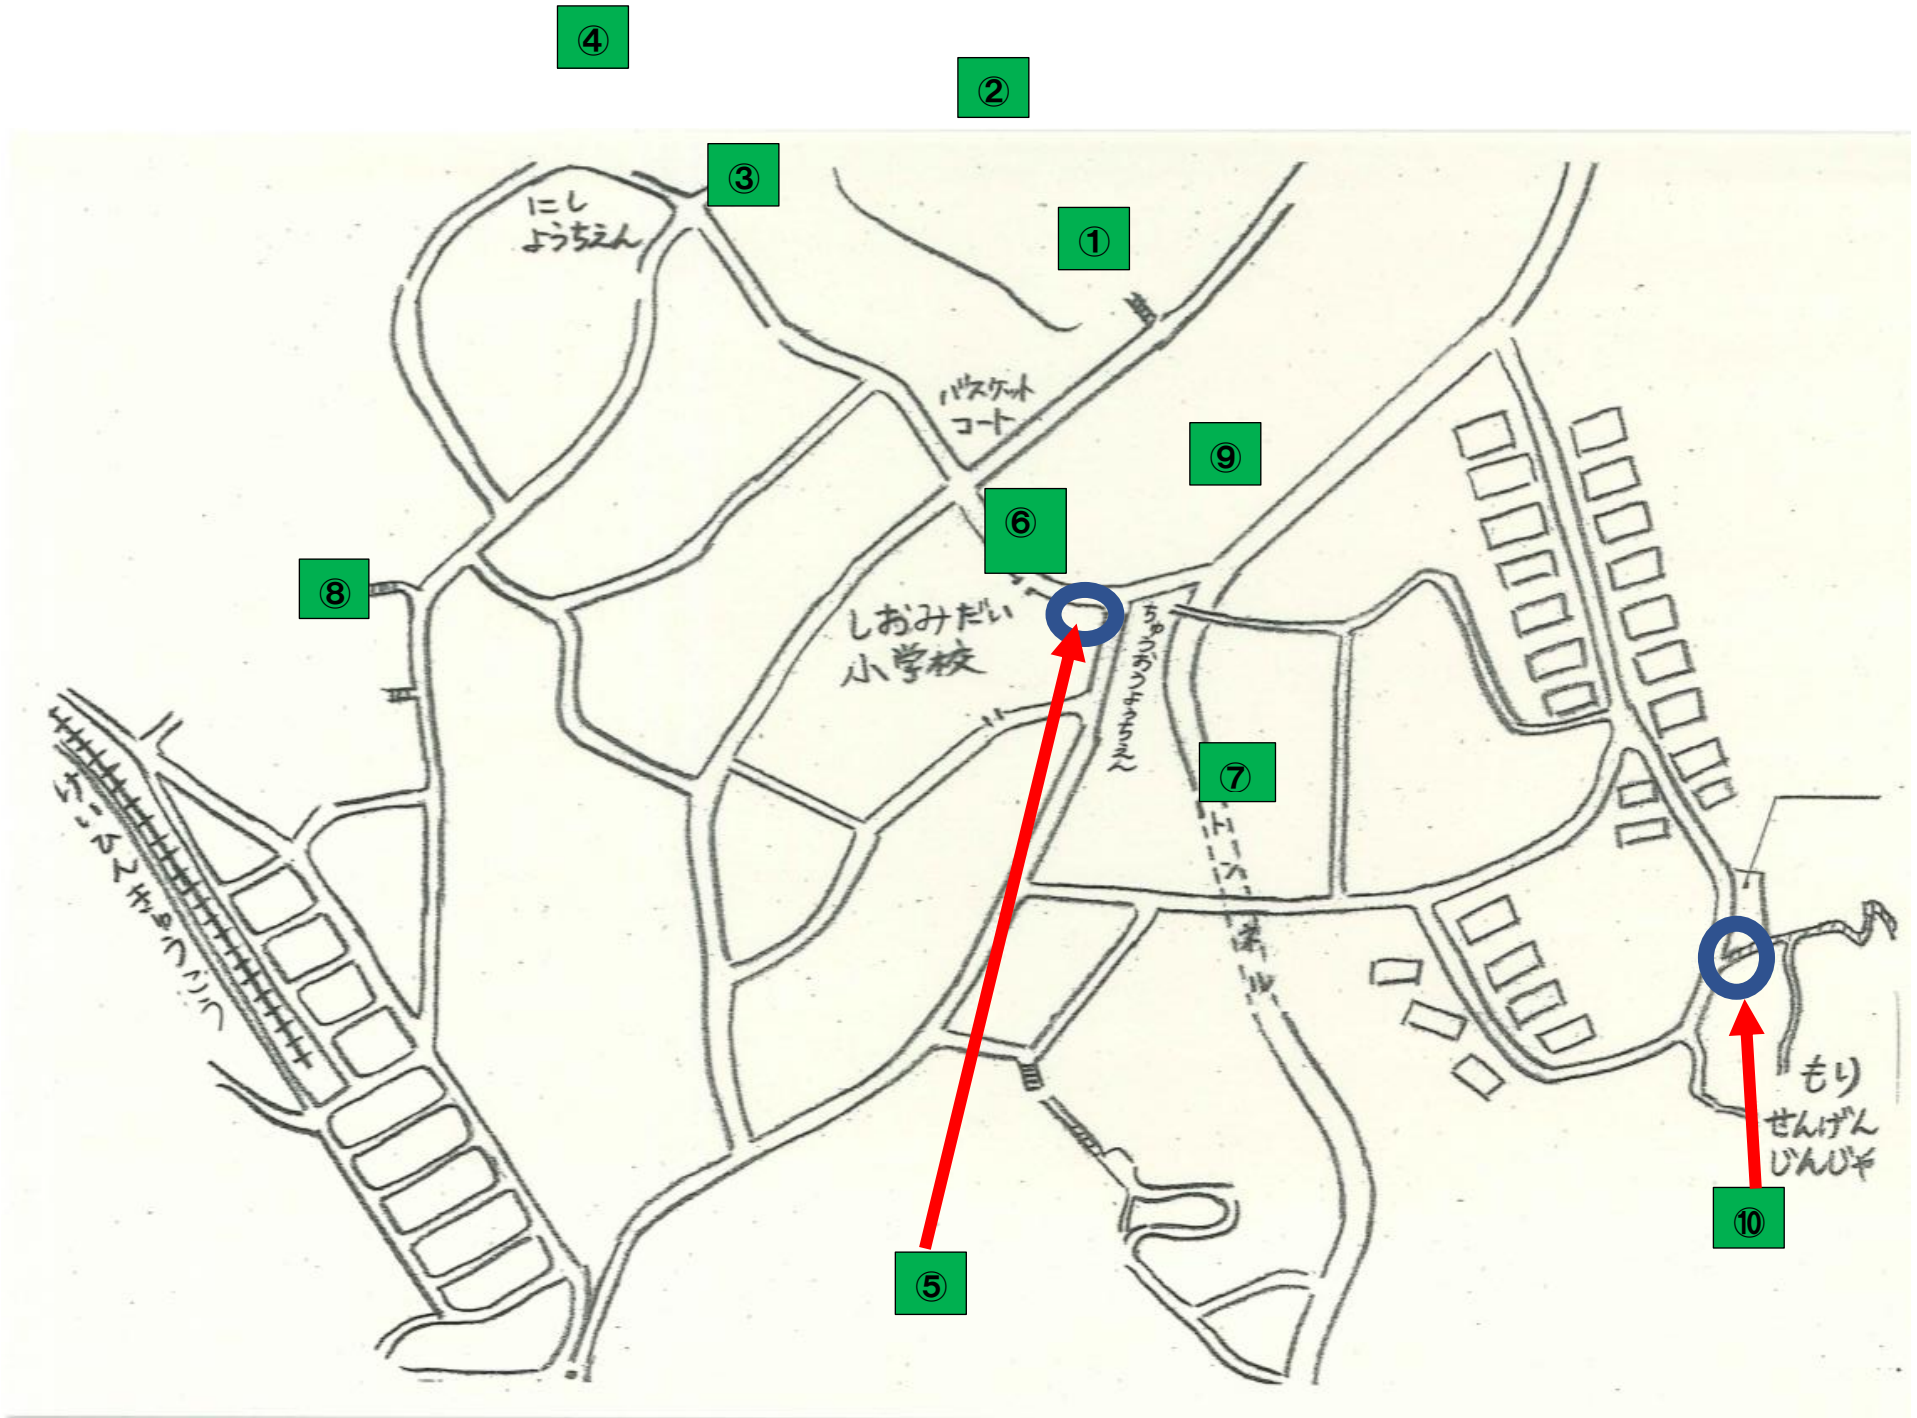 ④
②
③
にし
ようちえん
①
バスケット
コート
⑨
⑥
⑧
しおみだい
小学校
ちゅうおうようちえん
⑦
トンネル
けいひんきゅうこう
もり
せんげん
じんじゃ
⑤
⑩